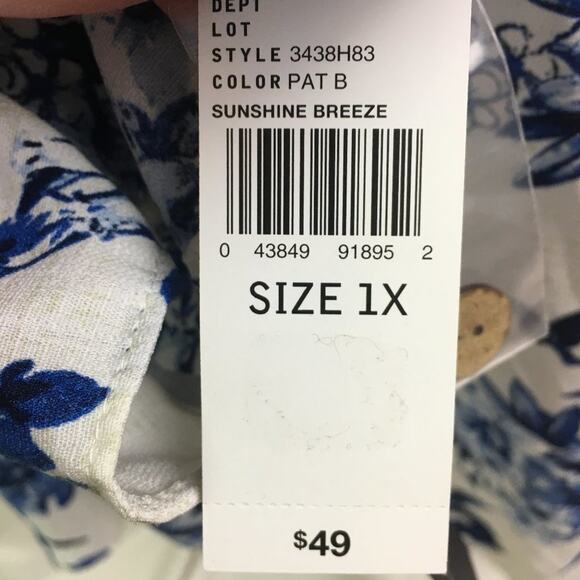 DEPT
LOT
STYLE 3438H83
COLOR PAT B
SUNSHINE BREEZE
0 43849 91895 2
SIZE 1X
$49